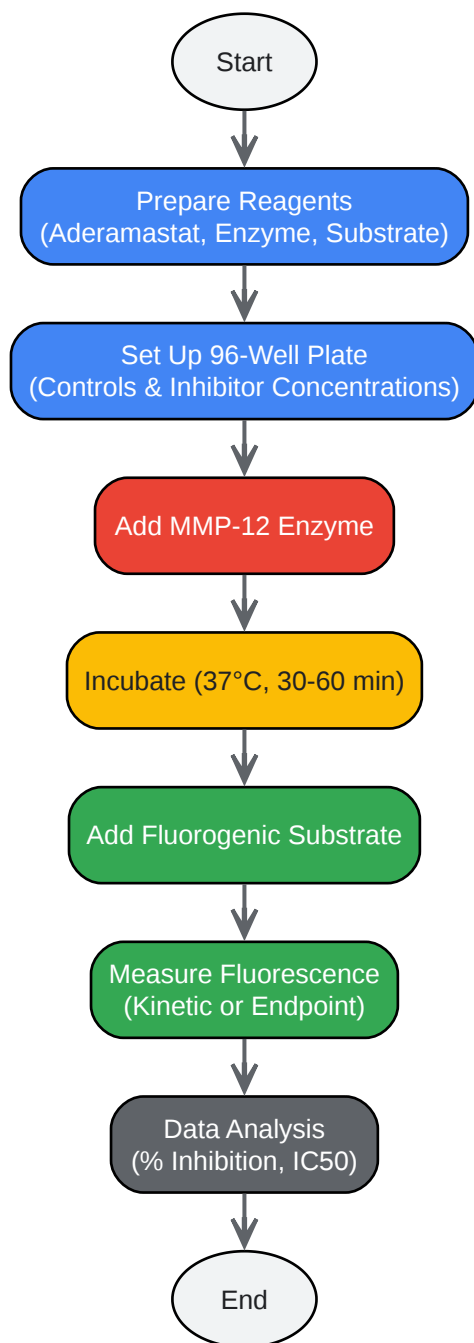 Start
Prepare Reagents
(Aderamastat, Enzyme, Substrate)
Set Up 96-Well Plate
(Controls & Inhibitor Concentrations)
Add MMP-12 Enzyme
Incubate (37°C, 30-60 min)
Add Fluorogenic Substrate
Measure Fluorescence
(Kinetic or Endpoint)
Data Analysis
(% Inhibition, IC50)
End